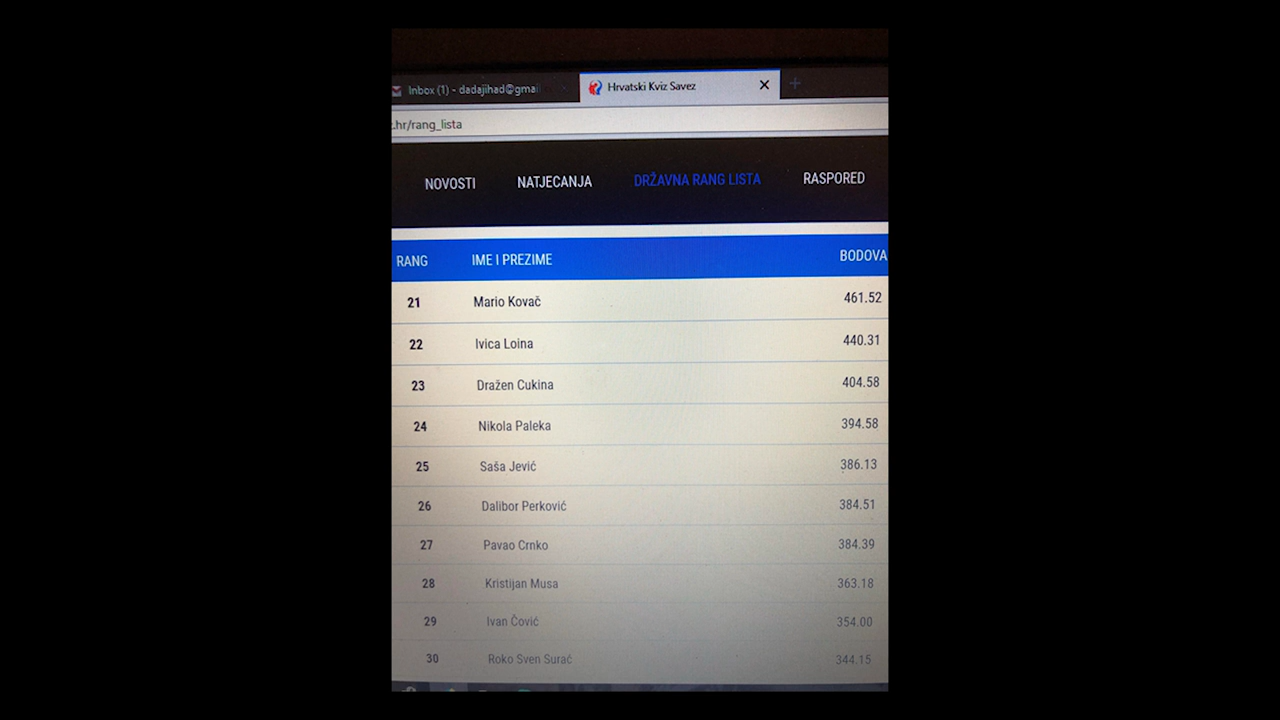 Inbox (1) - dadajihad@gmail
Hrvatski Kviz Savez
.hr/rang_lista
NOVOSTI NATJECANJA DRŽAVNA RANG LISTA RASPORED
RANG IME I PREZIME BODOVA
21 Mario Kovač 461.52
22 Ivica Loina 440.31
23 Dražen Cukina 404.58
24 Nikola Paleka 394.58
25 Saša Jević 386.13
26 Dalibor Perković 384.51
27 Pavao Crnko 384.39
28 Kristijan Musa 363.18
29 Ivan Čović 354.00
30 Roko Sven Surać 344.15